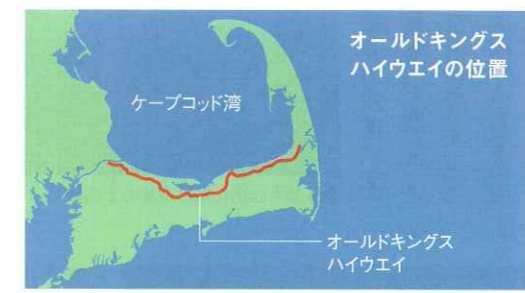 オールドキングス
ハイウエイの位置
ケープコッド湾
オールドキングス
ハイウエイ